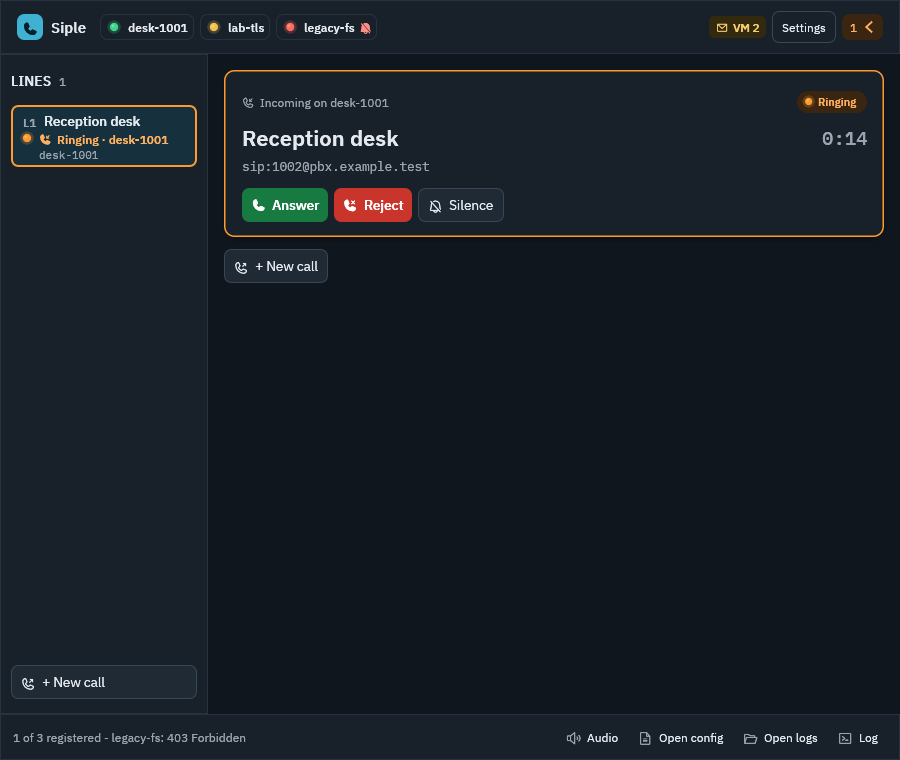 Siple desk-1001 lab-tls legacy-fs VM 2 Settings 1
LINES 1
L1 Reception desk
Ringing · desk-1001
desk-1001
Incoming on desk-1001 Ringing
Reception desk 0:14
sip:1002@pbx.example.test
Answer Reject Silence
+ New call
+ New call
1 of 3 registered - legacy-fs: 403 Forbidden Audio Open config Open logs Log